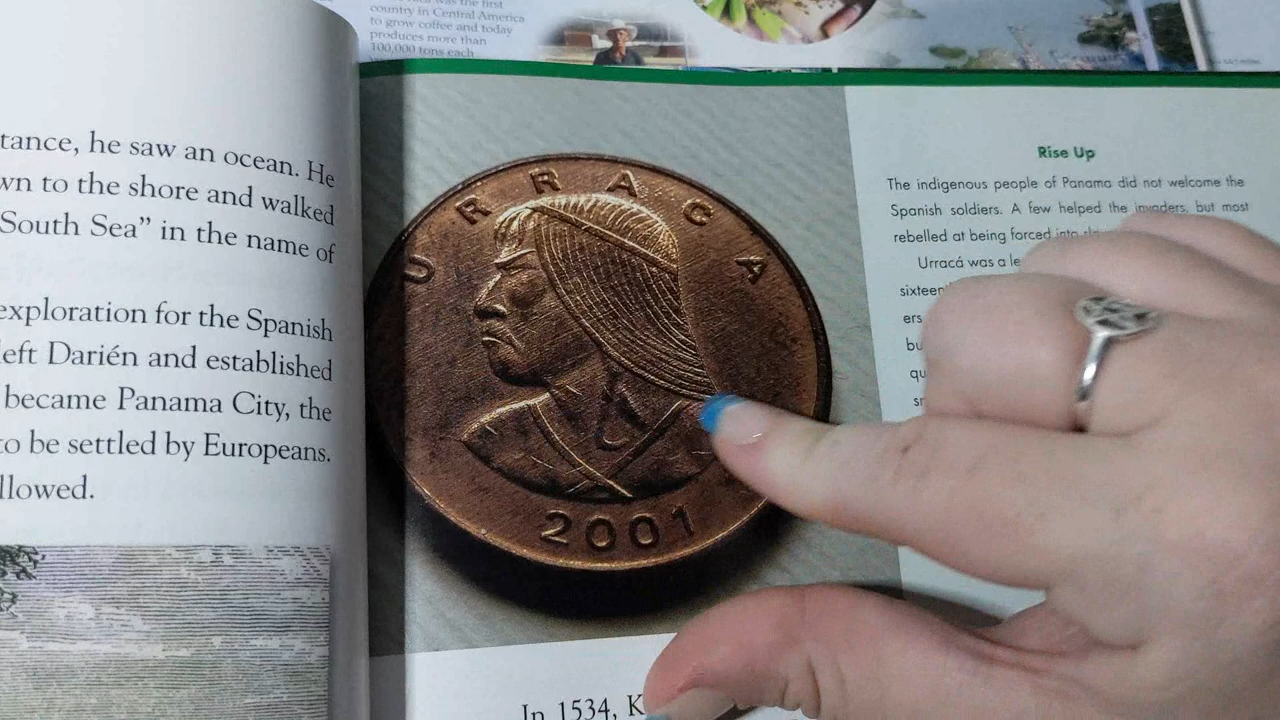 country in Central America
to grow coffee and today
produces more than
100,000 tons each
tance, he saw an ocean. He
wn to the shore and walked
South Sea” in the name of
exploration for the Spanish
left Darién and established
became Panama City, the
to be settled by Europeans.
llowed.
URRACA
2001
Rise Up
The indigenous people of Panama did not welcome the
Spanish soldiers. A few helped the invaders, but most
rebelled at being forced into
Urracá was a le
sixteen
ers
bu
qu
In 1534, K